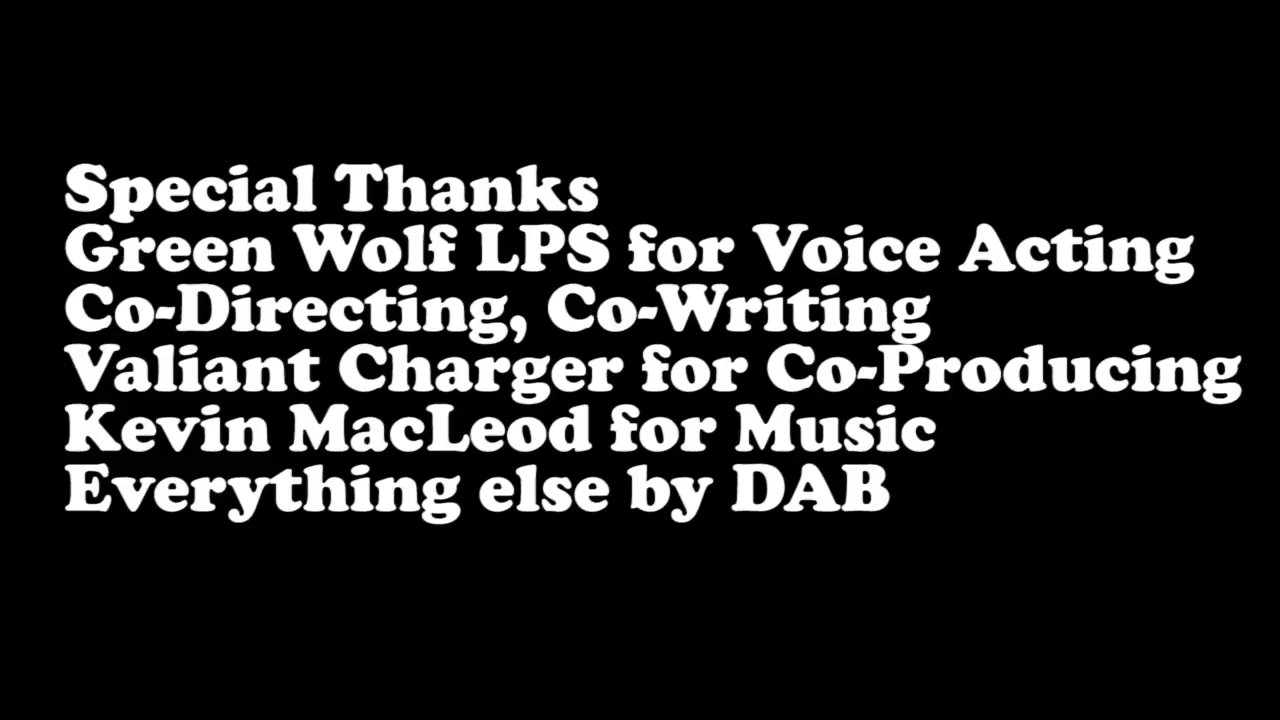 Special Thanks
Green Wolf LPS for Voice Acting
Co-Directing, Co-Writing
Valiant Charger for Co-Producing
Kevin MacLeod for Music
Everything else by DAB